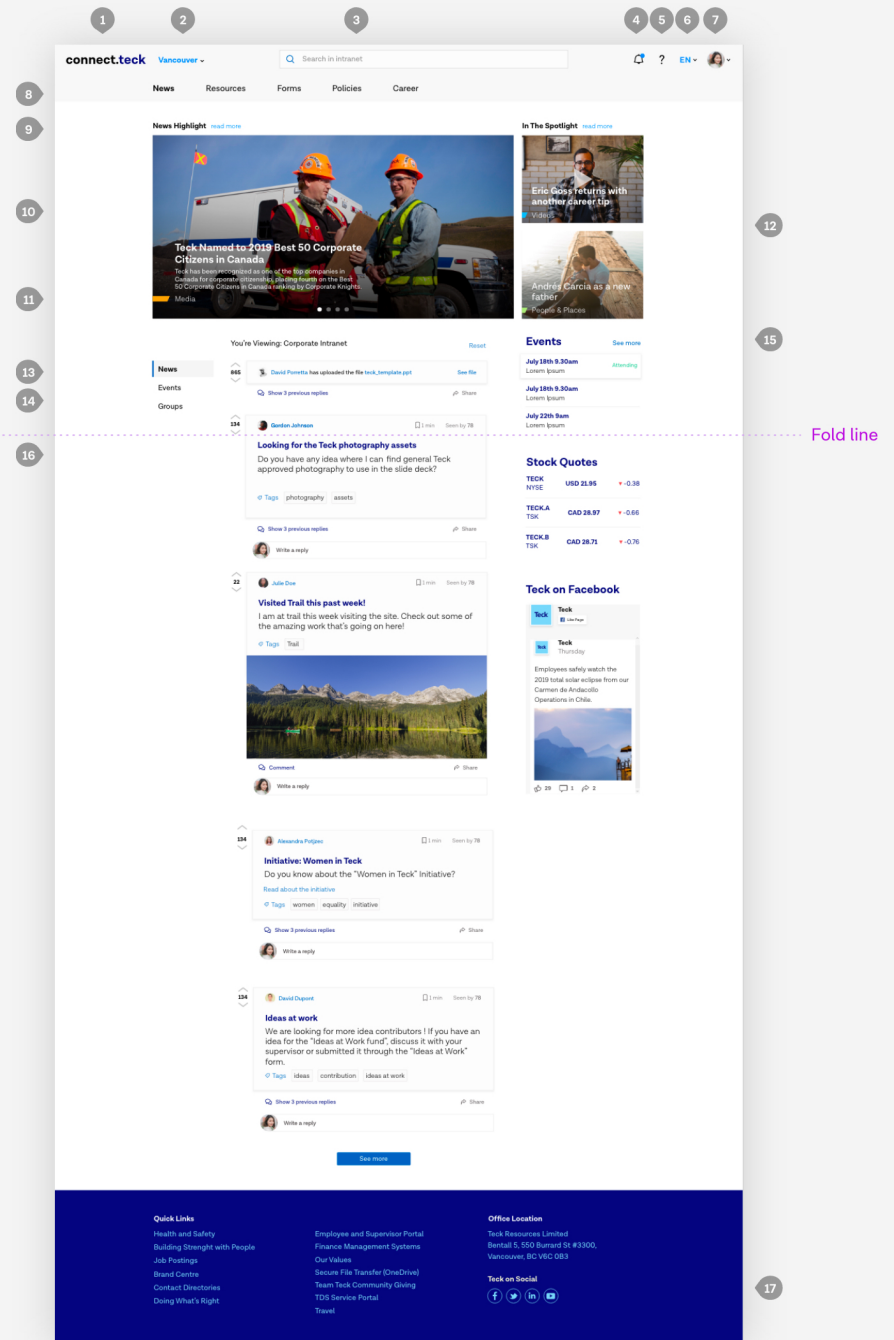 1
2
3
4
5
6
7
connect.teck
Vancouver
Search in intranet
?
EN
8
News
Resources
Forms
Policies
Career
9
News Highlight read more
In The Spotlight read more
10
Teck Named to 2019 Best 50 Corporate
Citizens in Canada
Teck has been recognized as one of the top companies in
Canada for corporate citizenship, placing fourth on the Best
50 Corporate Citizens in Canada ranking by Corporate Knights.
Media
Eric Goss returns with
another career tip
Videos
12
Andrés Garcia as a new
father
People & Places
11
You're Viewing: Corporate Intranet
Reset
Events
See more
15
13
News
Events
14
Groups
865
David Porretta has uploaded the file teck_template.ppt
See file
Show 3 previous replies
Share
July 18th 9.30am
Lorem Ipsum
Attending
July 18th 9.30am
Lorem Ipsum
July 22th 9am
Lorem Ipsum
134
Gordon Johnson
1 min
Seen by 78
Fold line
16
Looking for the Teck photography assets
Do you have any idea where I can find general Teck
approved photography to use in the slide deck?
Tags photography assets
Show 3 previous replies
Share
Write a reply
Stock Quotes
TECK
NYSE
USD 21.95
-0.38
TECK.A
TSK
CAD 28.97
-0.66
TECK.B
TSK
CAD 28.71
-0.76
22
Julie Doe
1 min
Seen by 78
Visited Trail this past week!
I am at trail this week visiting the site. Check out some of
the amazing work that's going on here!
Tags Trail
Comment
Share
Write a reply
Teck on Facebook
Teck
Teck
Like Page
Teck
Teck
Thursday
Employees safely watch the
2019 total solar eclipse from our
Carmen de Andacollo
Operations in Chile.
29
1
2
134
Alexandra Potjzec
1 min
Seen by 78
Initiative: Women in Teck
Do you know about the "Women in Teck" Initiative?
Read about the initiative
Tags women equality initiative
Show 3 previous replies
Share
Write a reply
134
David Dupont
1 min
Seen by 78
Ideas at work
We are looking for more idea contributors ! If you have an
idea for the "Ideas at Work fund", discuss it with your
supervisor or submitted it through the "Ideas at Work"
form.
Tags ideas contribution ideas at work
Show 3 previous replies
Share
Write a reply
See more
Quick Links
Health and Safety
Building Strenght with People
Job Postings
Brand Centre
Contact Directories
Doing What's Right
Employee and Supervisor Portal
Finance Management Systems
Our Values
Secure File Transfer (OneDrive)
Team Teck Community Giving
TDS Service Portal
Travel
Office Location
Teck Resources Limited
Bentall 5, 550 Burrard St #3300,
Vancouver, BC V6C 0B3
Teck on Social
17